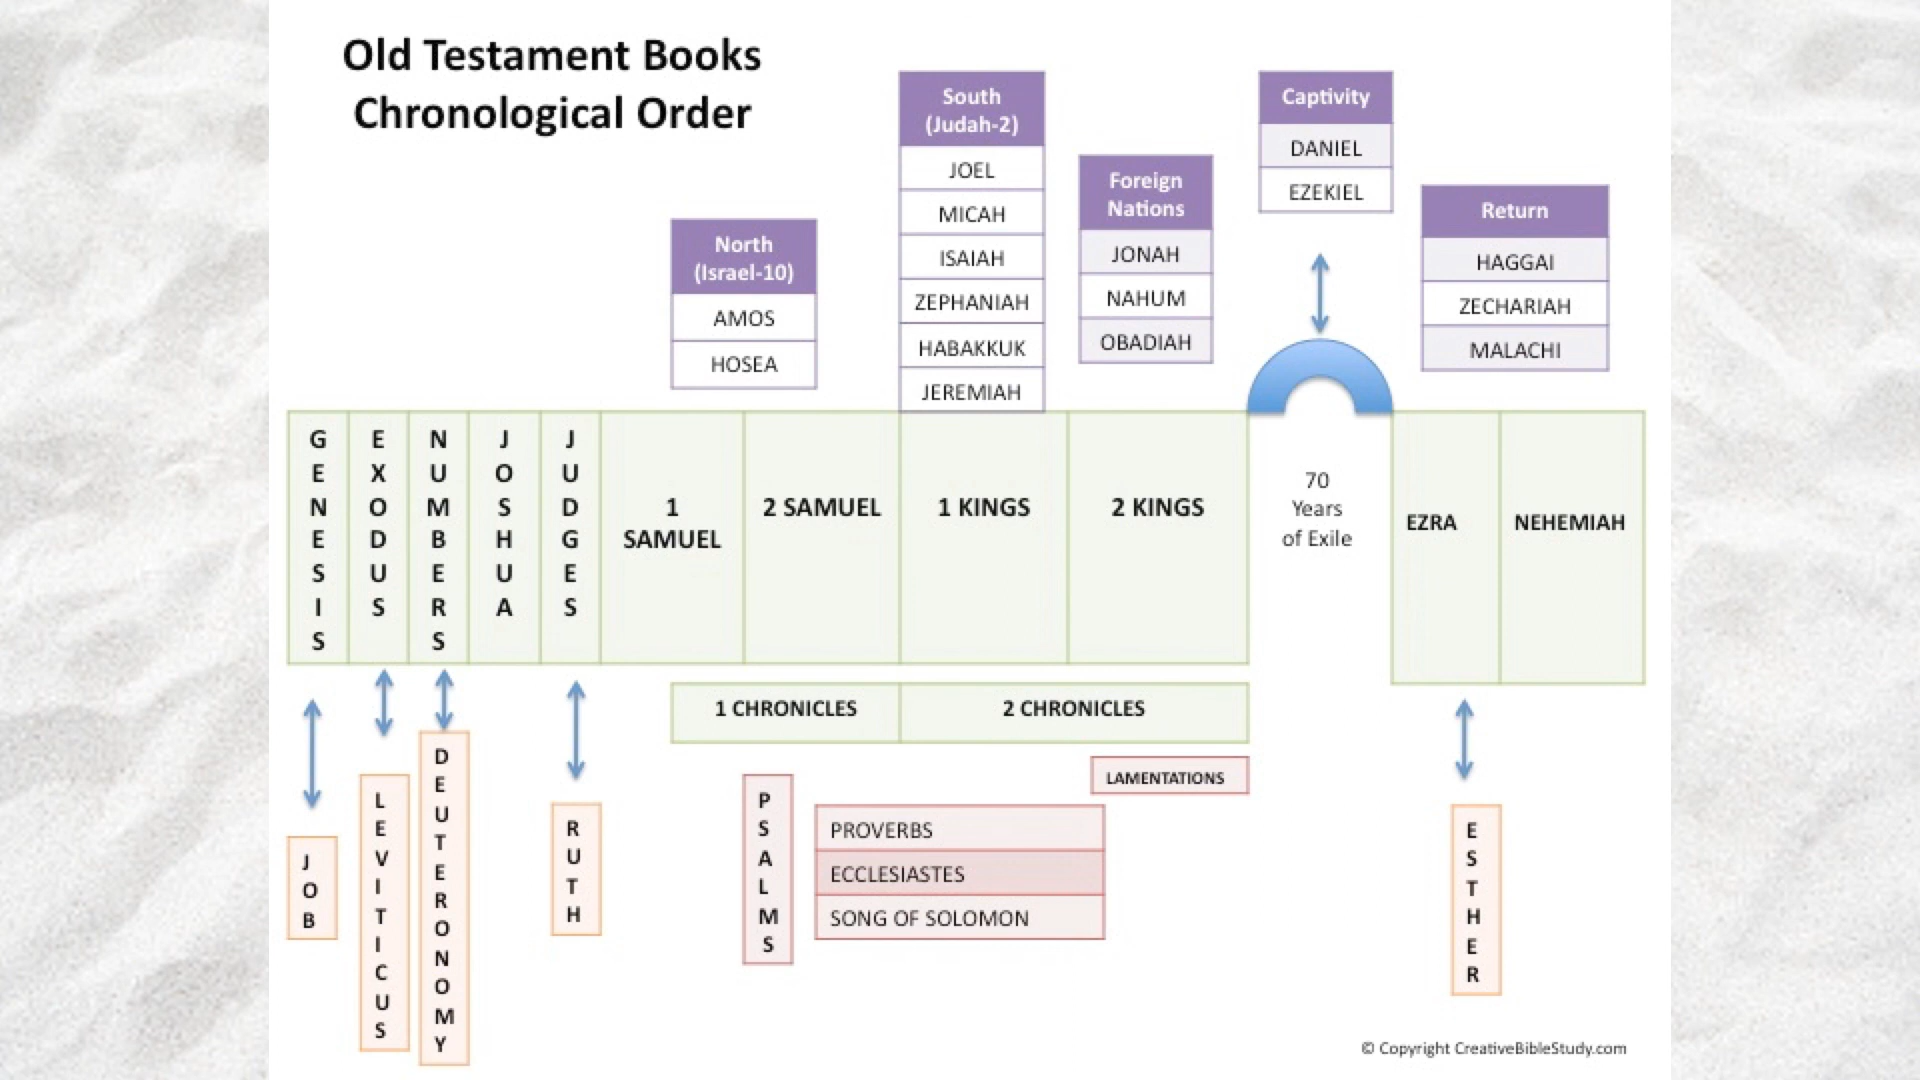 Old Testament Books
Chronological Order
North
(Israel-10)
AMOS
HOSEA
South
(Judah-2)
JOEL
MICAH
ISAIAH
ZEPHANIAH
HABAKKUK
JEREMIAH
Foreign
Nations
JONAH
NAHUM
OBADIAH
Captivity
DANIEL
EZEKIEL
Return
HAGGAI
ZECHARIAH
MALACHI
GENESIS
EXODUS
NUMBERS
JOSHUA
JUDGES
1
SAMUEL
2 SAMUEL
1 KINGS
2 KINGS
70
Years
of Exile
EZRA
NEHEMIAH
1 CHRONICLES
2 CHRONICLES
JOB
LEVITICUS
DEUTERONOMY
RUTH
PSALMS
LAMENTATIONS
PROVERBS
ECCLESIASTES
SONG OF SOLOMON
ESTHER
© Copyright CreativeBibleStudy.com